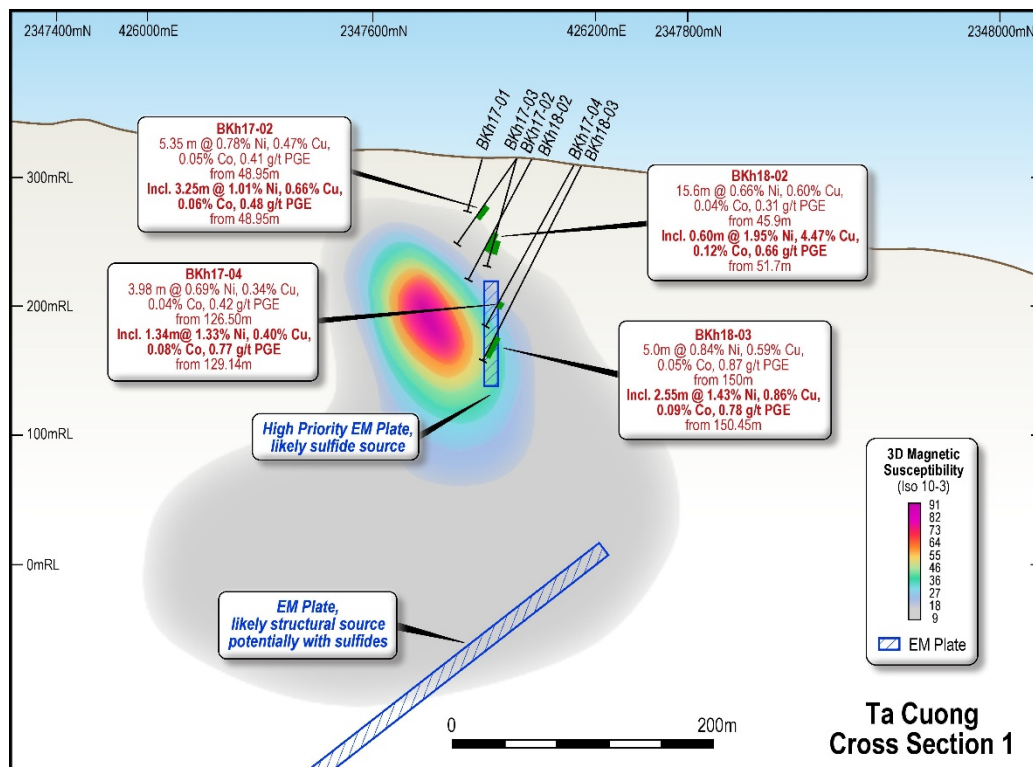 2347400mN
426000mE
2347600mN
426200mE
2347800mN
2348000mN
BKh17-01
BKh17-03
BKh17-02
BKh18-02
BKh17-04
BKh18-03
BKh17-02
5.35 m @ 0.78% Ni, 0.47% Cu,
0.05% Co, 0.41 g/t PGE
from 48.95m
Incl. 3.25m @ 1.01% Ni, 0.66% Cu,
0.06% Co, 0.48 g/t PGE
from 48.95m
BKh18-02
15.6m @ 0.66% Ni, 0.60% Cu,
0.04% Co, 0.31 g/t PGE
from 45.9m
Incl. 0.60m @ 1.95% Ni, 4.47% Cu,
0.12% Co, 0.66 g/t PGE
from 51.7m
300mRL
BKh17-04
3.98 m @ 0.69% Ni, 0.34% Cu,
0.04% Co, 0.42 g/t PGE
from 126.50m
Incl. 1.34m@ 1.33% Ni, 0.40% Cu,
0.08% Co, 0.77 g/t PGE
from 129.14m
200mRL
BKh18-03
5.0m @ 0.84% Ni, 0.59% Cu,
0.05% Co, 0.87 g/t PGE
from 150m
Incl. 2.55m @ 1.43% Ni, 0.86% Cu,
0.09% Co, 0.78 g/t PGE
from 150.45m
High Priority EM Plate,
likely sulfide source
100mRL
0mRL
3D Magnetic
Susceptibility
(Iso 10-3)
91
82
73
64
55
46
36
27
18
9
EM Plate
EM Plate,
likely structural source
potentially with sulfides
0
200m
Ta Cuong
Cross Section 1